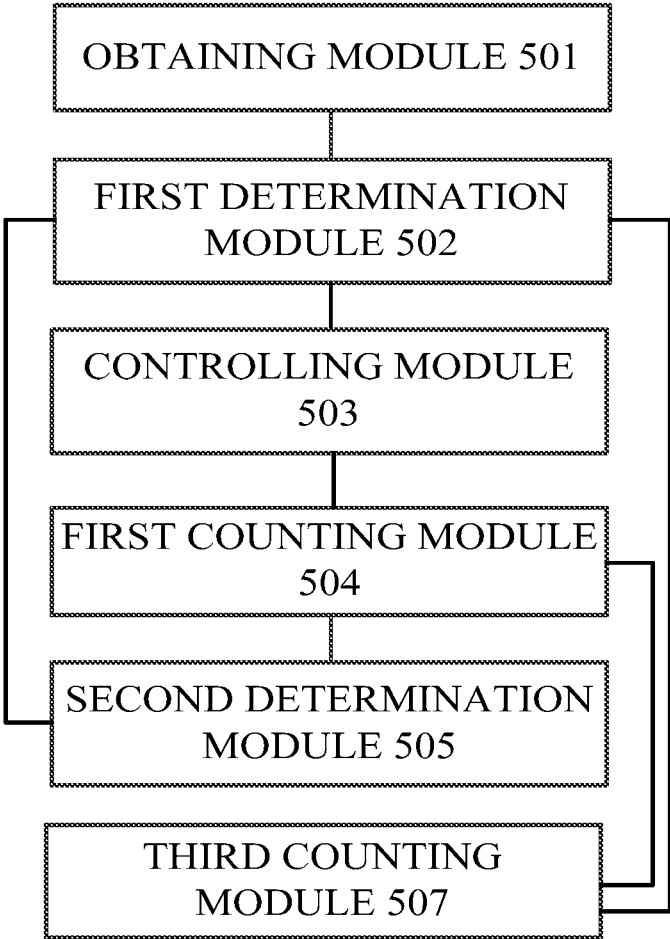 OBTAINING MODULE 501
FIRST DETERMINATION
MODULE 502
CONTROLLING MODULE
503
FIRST COUNTING MODULE
504
SECOND DETERMINATION
MODULE 505
THIRD COUNTING
MODULE 507